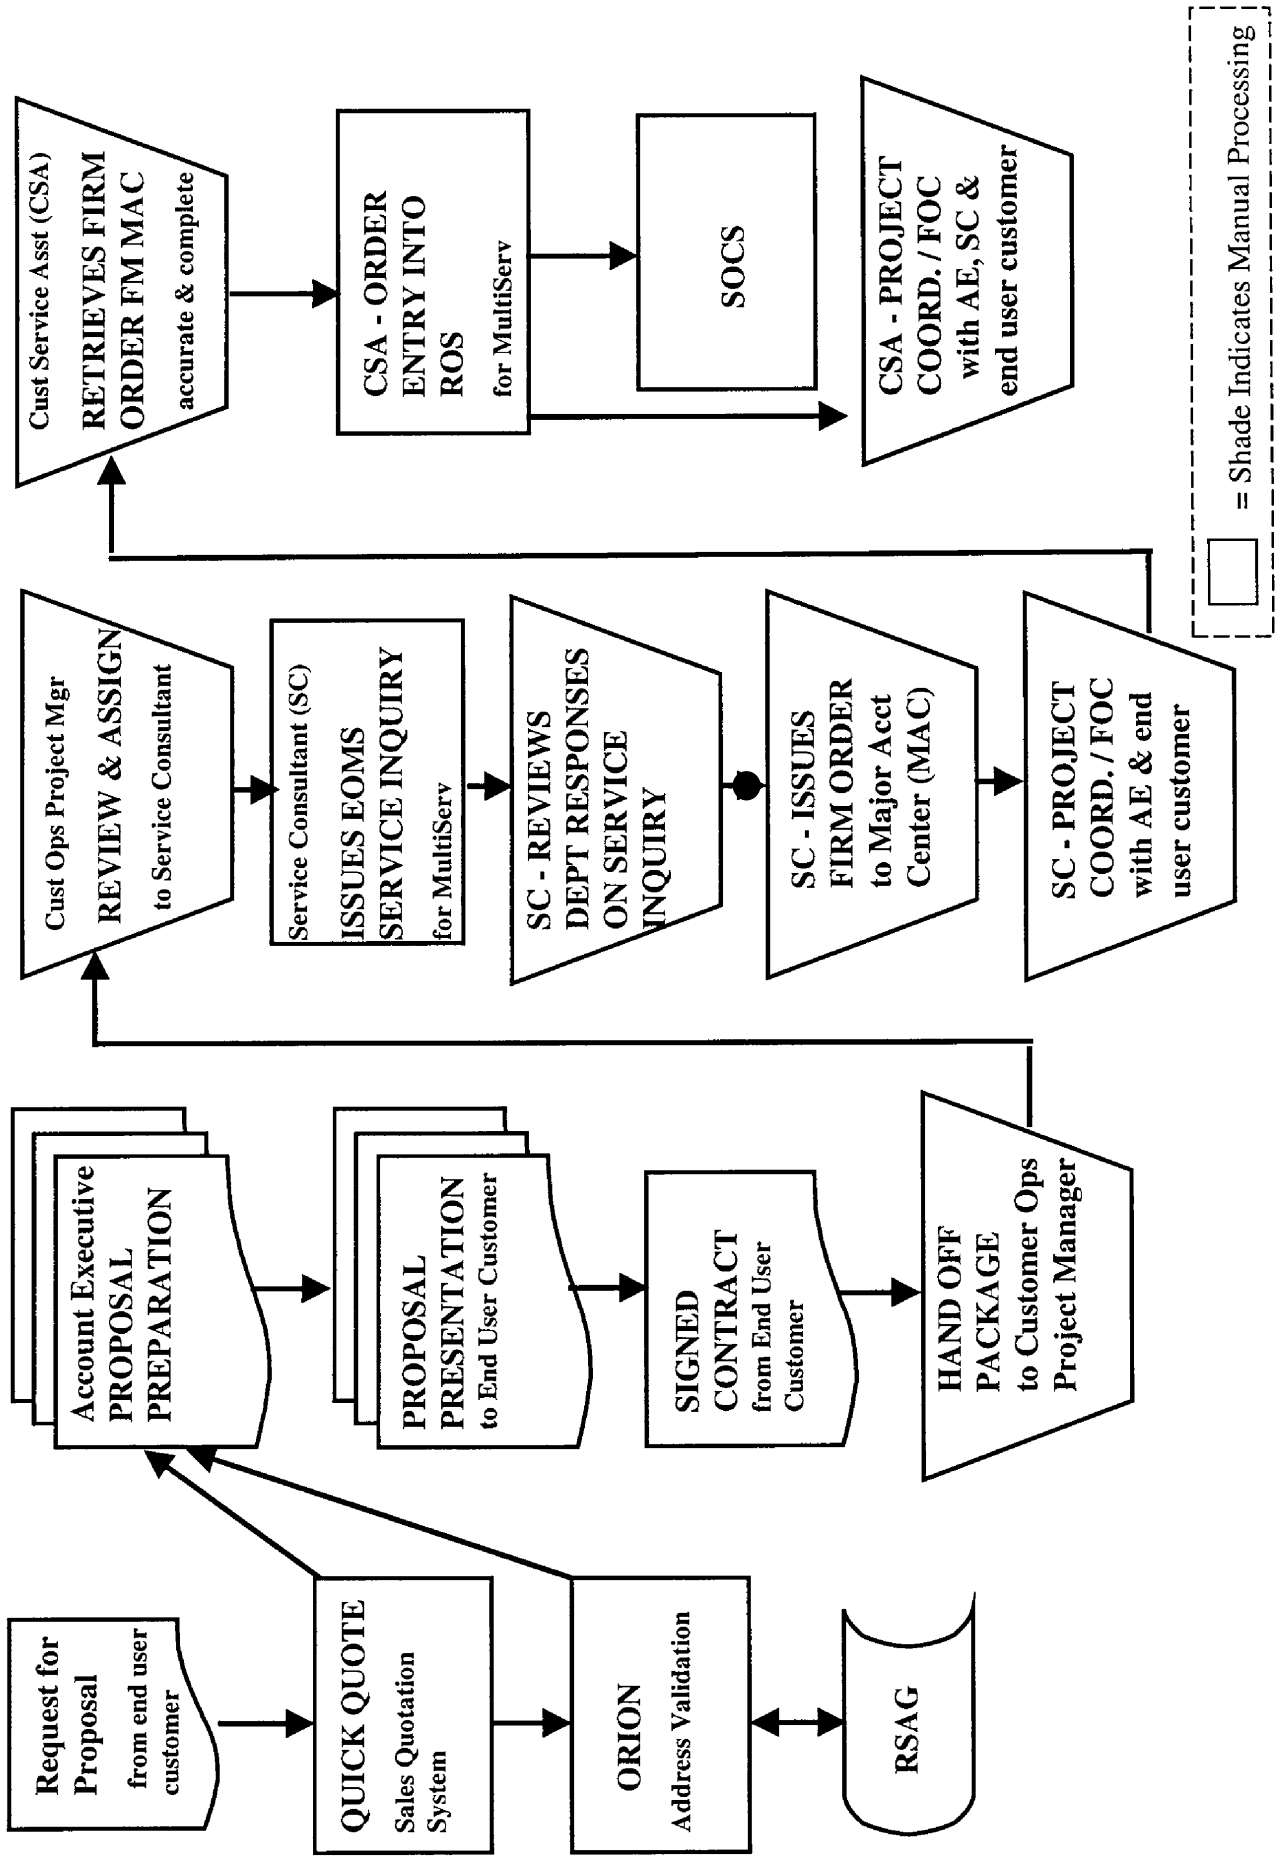 Request for
Proposal
from end user
customer
QUICK QUOTE
Sales Quotation
System
ORION
Address Validation
RSAG
Account Executive
PROPOSAL
PREPARATION
PROPOSAL
PRESENTATION
to End User Customer
SIGNED
CONTRACT
from End User
Customer
HAND OFF
PACKAGE
to Customer Ops
Project Manager
Cust Ops Project Mgr
REVIEW & ASSIGN
to Service Consultant
Service Consultant (SC)
ISSUES EOMS
SERVICE INQUIRY
for MultiServ
SC - REVIEWS
DEPT RESPONSES
ON SERVICE
INQUIRY
SC - ISSUES
FIRM ORDER
to Major Acct
Center (MAC)
SC - PROJECT
COORD. / FOC
with AE & end
user customer
Cust Service Asst (CSA)
RETRIEVES FIRM
ORDER FM MAC
accurate & complete
CSA - ORDER
ENTRY INTO
ROS
for MultiServ
SOCS
CSA - PROJECT
COORD. / FOC
with AE, SC &
end user customer
= Shade Indicates Manual Processing